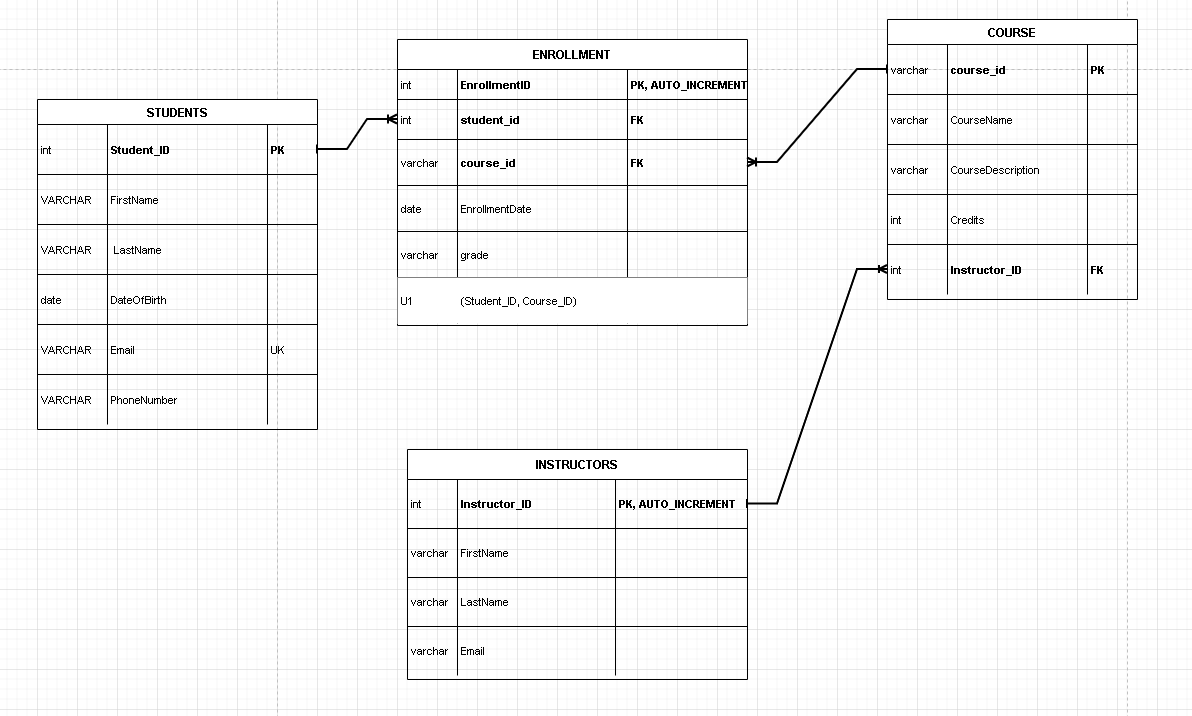 STUDENTS
int Student_ID PK
VARCHAR FirstName
VARCHAR LastName
date DateOfBirth
VARCHAR Email UK
VARCHAR PhoneNumber
ENROLLMENT
int EnrollmentID PK, AUTO_INCREMENT
int student_id FK
varchar course_id FK
date EnrollmentDate
varchar grade
U1 (Student_ID, Course_ID)
COURSE
varchar course_id PK
varchar CourseName
varchar CourseDescription
int Credits
int Instructor_ID FK
INSTRUCTORS
int Instructor_ID PK, AUTO_INCREMENT
varchar FirstName
varchar LastName
varchar Email